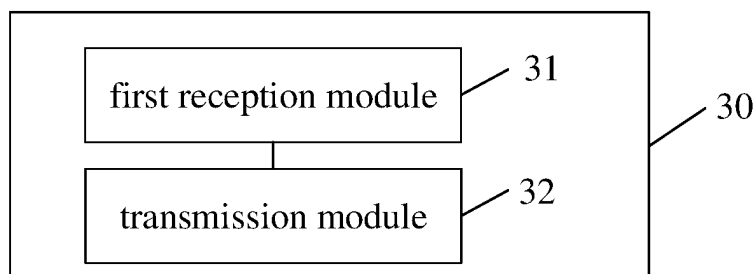 first reception module
31
30
transmission module
32